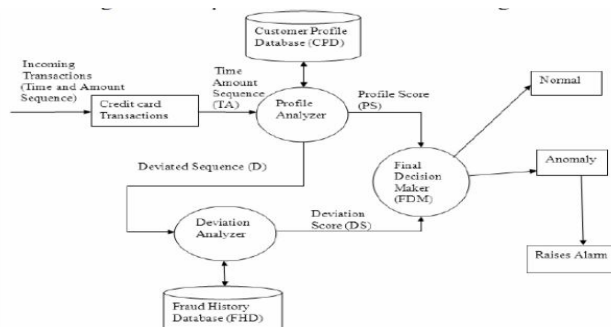 Customer Profile
Database (CPD)
Incoming
Transactions
(Time and Amount
Sequence)
Time
Amount
Sequence
(TA)
Credit card
Transactions
Profile
Analyzer
Profile Score
(PS)
Normal
Deviated Sequence (D)
Final
Decision
Maker
(FDM)
Anomaly
Deviation
Analyzer
Deviation
Score (DS)
Raises Alarm
Fraud History
Database (FHD)